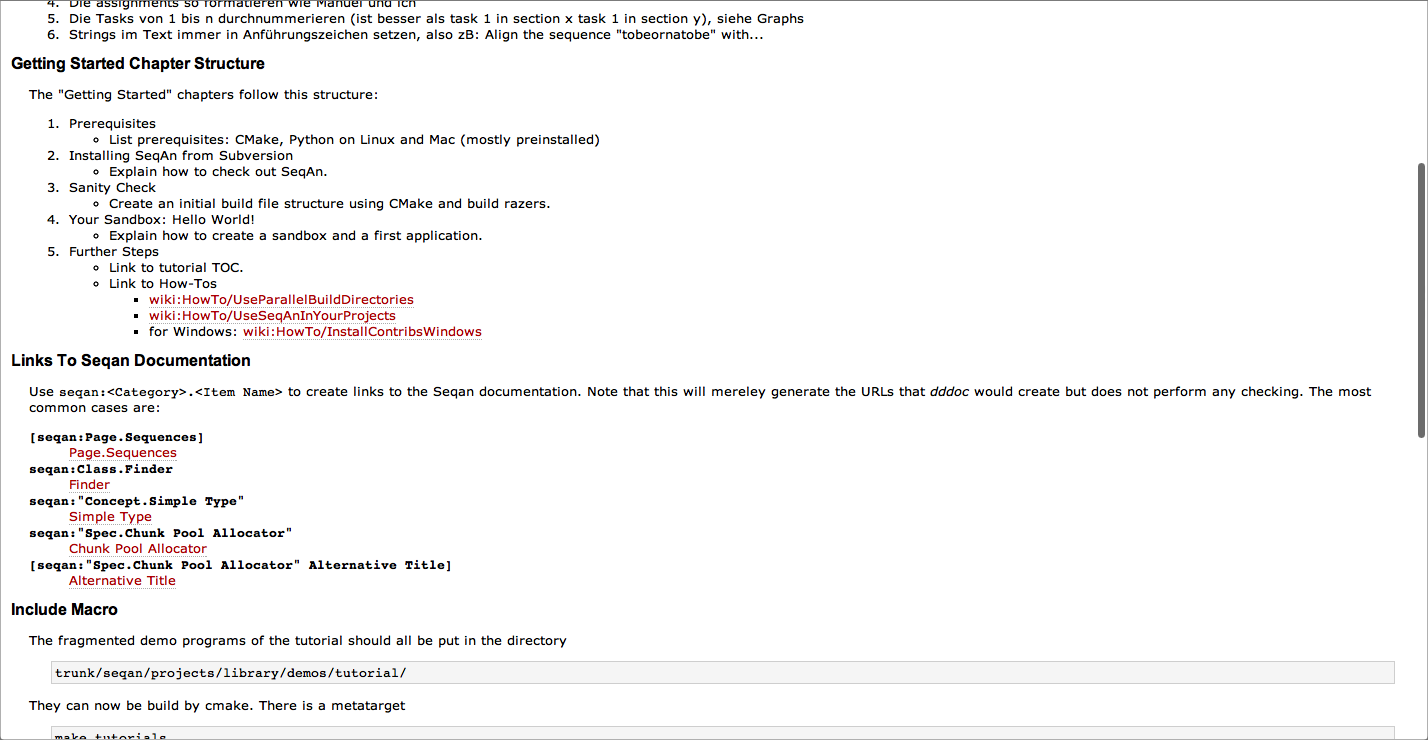 4. Die assignments so formatieren wie Manuel und ich
5. Die Tasks von 1 bis n durchnummerieren (ist besser als task 1 in section x task 1 in section y), siehe Graphs
6. Strings im Text immer in Anführungszeichen setzen, also zB: Align the sequence "tobeornatobe" with...
Getting Started Chapter Structure
The "Getting Started" chapters follow this structure:
1. Prerequisites
List prerequisites: CMake, Python on Linux and Mac (mostly preinstalled)
2. Installing SeqAn from Subversion
Explain how to check out SeqAn.
3. Sanity Check
Create an initial build file structure using CMake and build razers.
4. Your Sandbox: Hello World!
Explain how to create a sandbox and a first application.
5. Further Steps
Link to tutorial TOC.
Link to How-Tos
wiki:HowTo/UseParallelBuildDirectories
wiki:HowTo/UseSeqAnInYourProjects
for Windows: wiki:HowTo/InstallContribsWindows
Links To Seqan Documentation
Use seqan:<Category>.<Item Name> to create links to the Seqan documentation. Note that this will mereley generate the URLs that dddoc would create but does not perform any checking. The most
common cases are:
[seqan:Page.Sequences]
Page.Sequences
seqan:Class.Finder
Finder
seqan:"Concept.Simple Type"
Simple Type
seqan:"Spec.Chunk Pool Allocator"
Chunk Pool Allocator
[seqan:"Spec.Chunk Pool Allocator" Alternative Title]
Alternative Title
Include Macro
The fragmented demo programs of the tutorial should all be put in the directory
trunk/seqan/projects/library/demos/tutorial/
They can now be build by cmake. There is a metatarget
make tutorials